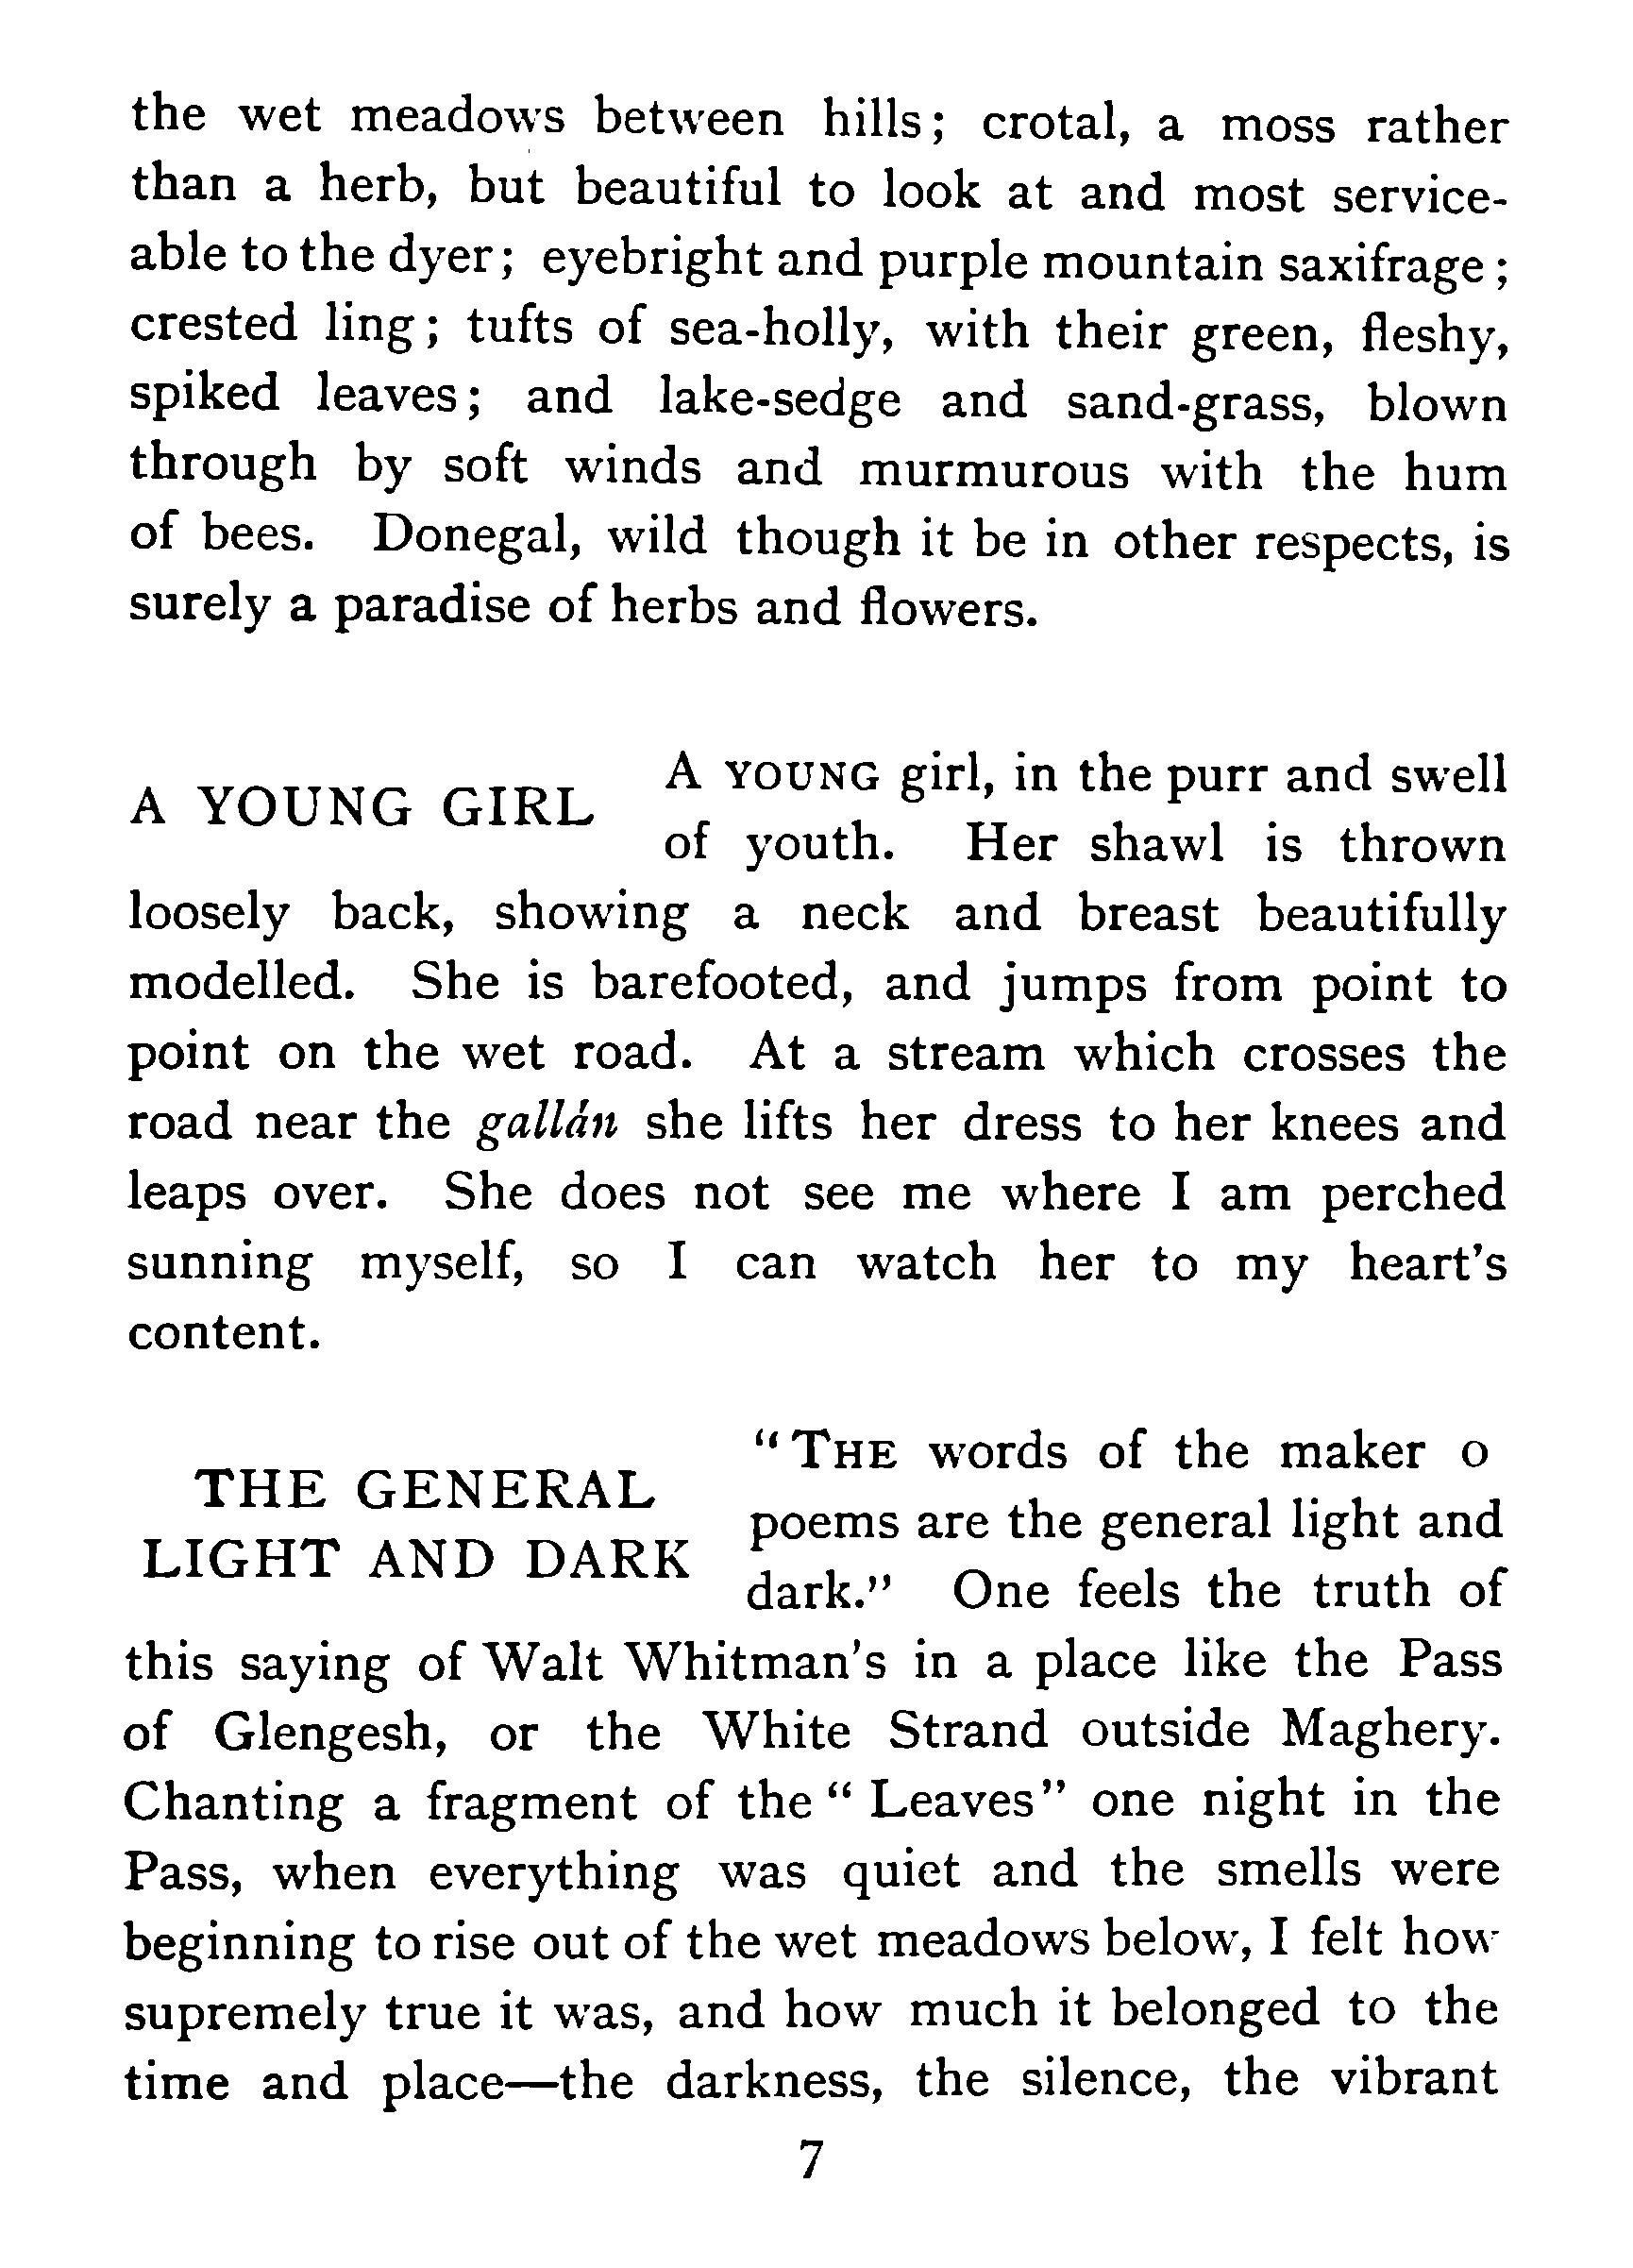 the wet meadows between hills; crotal, a moss rather
than a herb, but beautiful to look at and most service-
able to the dyer; eyebright and purple mountain saxifrage;
crested ling; tufts of sea-holly, with their green, fleshy,
spiked leaves; and lake-sedge and sand-grass, blown
through by soft winds and murmurous with the hum
of bees. Donegal, wild though it be in other respects, is
surely a paradise of herbs and flowers.
A YOUNG GIRL
A YOUNG girl, in the purr and swell
of youth. Her shawl is thrown
loosely back, showing a neck and breast beautifully
modelled. She is barefooted, and jumps from point to
point on the wet road. At a stream which crosses the
road near the gallán she lifts her dress to her knees and
leaps over. She does not see me where I am perched
sunning myself, so I can watch her to my heart's
content.
THE GENERAL
LIGHT AND DARK
"THE words of the maker o
poems are the general light and
dark." One feels the truth of
this saying of Walt Whitman's in a place like the Pass
of Glengesh, or the White Strand outside Maghery.
Chanting a fragment of the "Leaves" one night in the
Pass, when everything was quiet and the smells were
beginning to rise out of the wet meadows below, I felt how
supremely true it was, and how much it belonged to the
time and place—the darkness, the silence, the vibrant
7